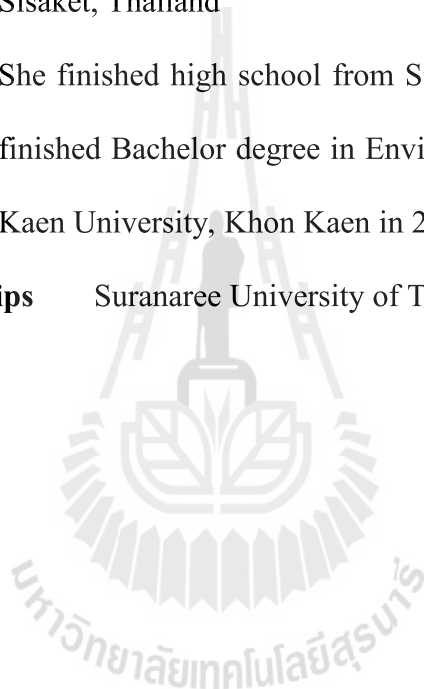 Sisaket, Thailand
She finished high school from S
finished Bachelor degree in Envi
Kaen University, Khon Kaen in 2
ips Suranaree University of T
มหาวิทยาลัยเทคโนโลยีสุรนารี